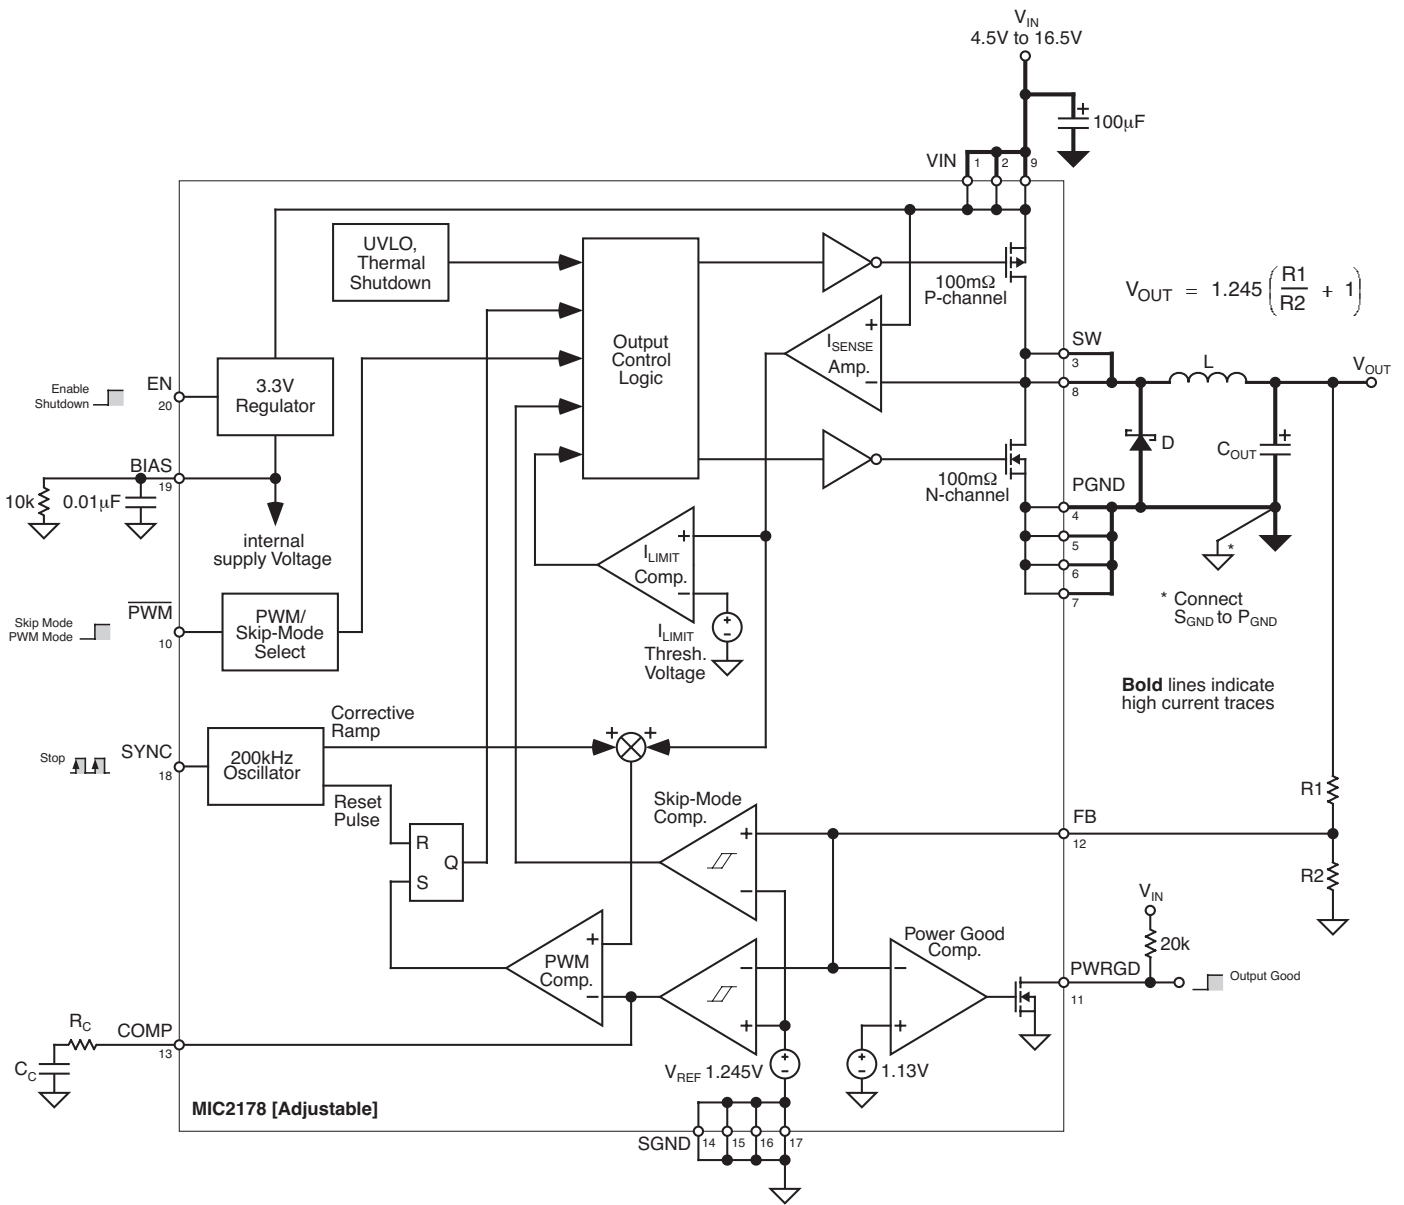 VIN
4.5V to 16.5V
+
100µF
VIN
1
2
9
UVLO,
Thermal
Shutdown
Output
Control
Logic
100mΩ
P-channel
VOUT = 1.245 (R1/R2 + 1)
+
ISENSE
Amp.
−
SW
3
8
L
VOUT
Enable
Shutdown
EN
20
3.3V
Regulator
D
COUT
+
100mΩ
N-channel
PGND
4
5
6
7
*
* Connect
SGND to PGND
BIAS
19
10k
0.01µF
internal
supply Voltage
+
ILIMIT
Comp.
−
+
−
ILIMIT
Thresh.
Voltage
Skip Mode
PWM Mode
PWM
10
PWM/
Skip-Mode
Select
Bold lines indicate
high current traces
Corrective
Ramp
+
+
Stop
SYNC
18
200kHz
Oscillator
Reset
Pulse
R
S
Q
Skip-Mode
Comp.
+
−
FB
12
R1
R2
VIN
20k
Power Good
Comp.
−
+
PWRGD
11
Output Good
+
PWM
Comp.
−
−
+
RC
COMP
13
CC
VREF 1.245V
+
−
+
−
1.13V
MIC2178 [Adjustable]
SGND
14
15
16
17